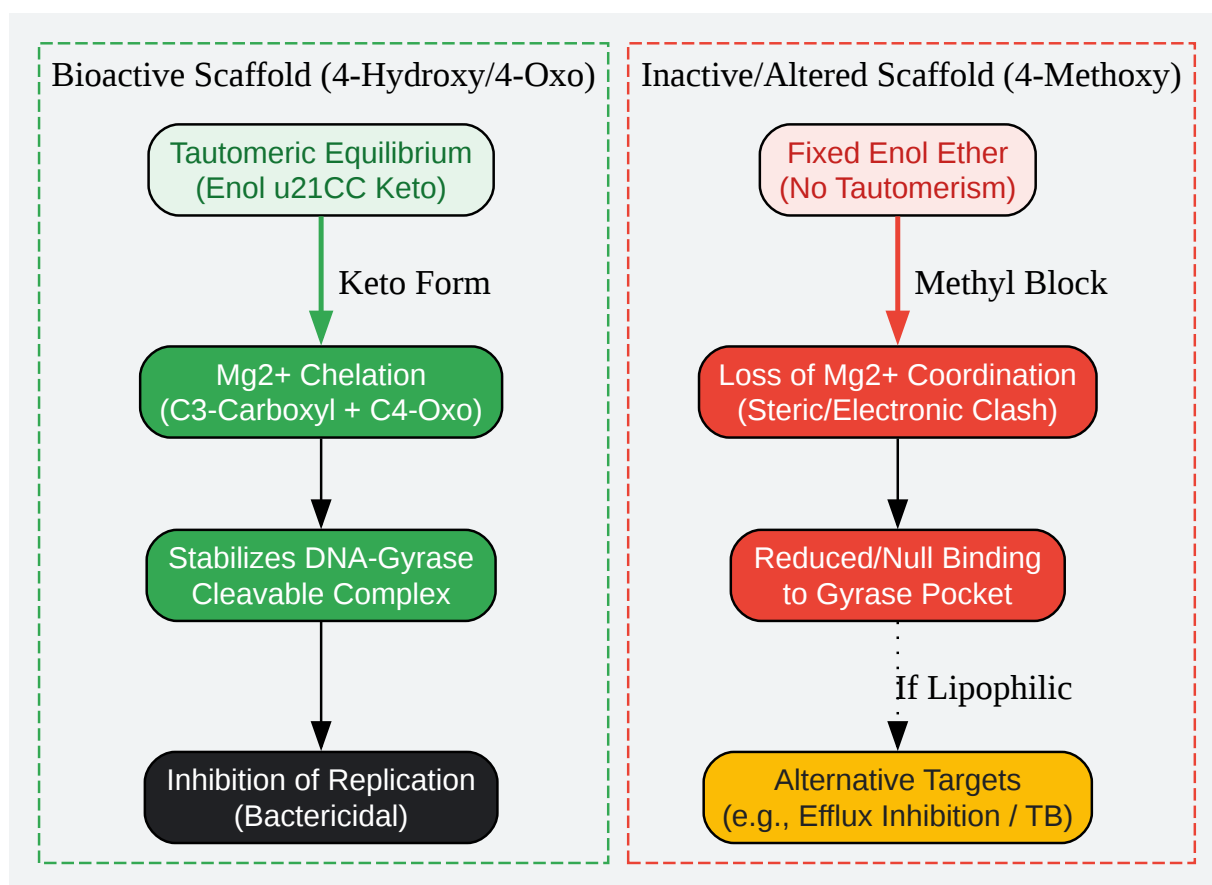 Bioactive Scaffold (4-Hydroxy/4-Oxo)
Tautomeric Equilibrium
(Enol u21CC Keto)
Keto Form
Mg2+ Chelation
(C3-Carboxyl + C4-Oxo)
Stabilizes DNA-Gyrase
Cleavable Complex
Inhibition of Replication
(Bactericidal)
Inactive/Altered Scaffold (4-Methoxy)
Fixed Enol Ether
(No Tautomerism)
Methyl Block
Loss of Mg2+ Coordination
(Steric/Electronic Clash)
Reduced/Null Binding
to Gyrase Pocket
If Lipophilic
Alternative Targets
(e.g., Efflux Inhibition / TB)